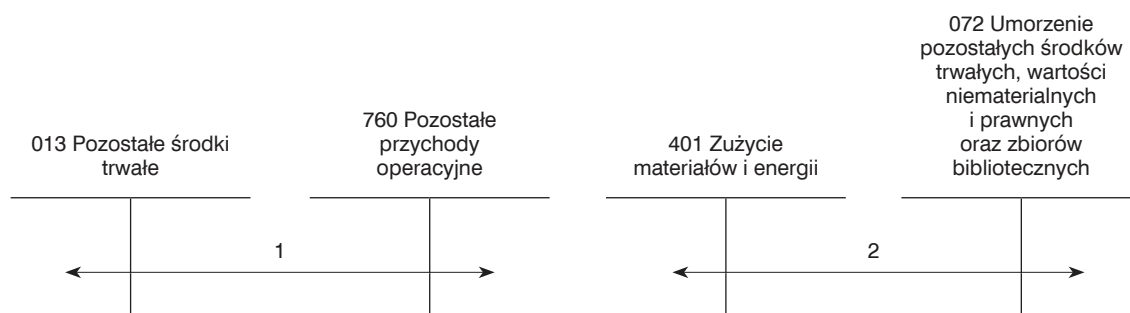 013 Pozostałe środki
trwałe
760 Pozostałe
przychody
operacyjne
1
401 Zużycie
materiałów i energii
072 Umorzenie
pozostałych środków
trwałych, wartości
niematerialnych
i prawnych
oraz zbiorów
bibliotecznych
2